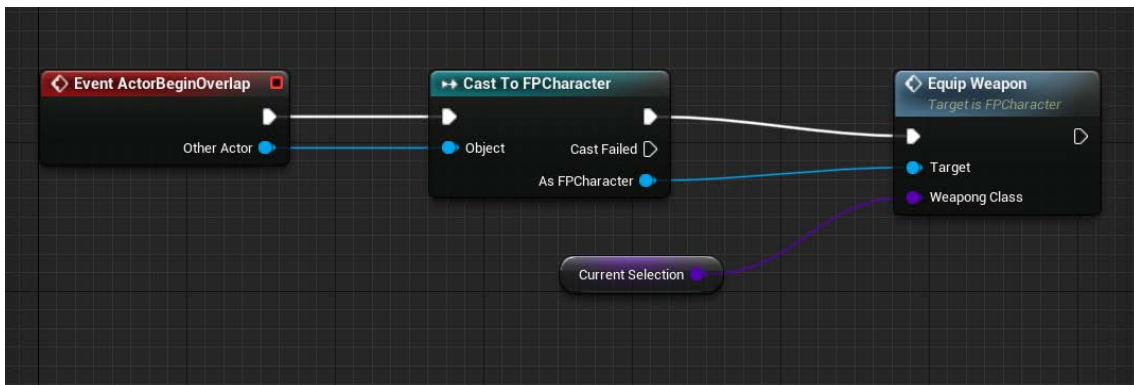 Event ActorBeginOverlap
Other Actor
Cast To FPCharacter
Object
Cast Failed
As FPCharacter
Equip Weapon
Target is FPCharacter
Target
Weapong Class
Current Selection